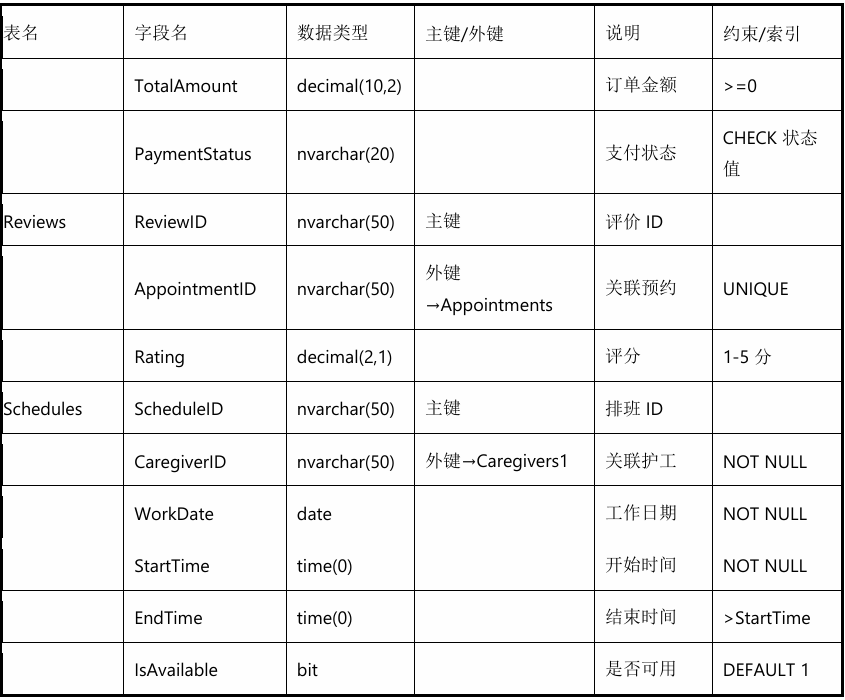 表名 字段名 数据类型 主键/外键 说明 约束/索引
TotalAmount decimal(10,2) 订单金额 >=0
PaymentStatus nvarchar(20) 支付状态 CHECK 状态
值
Reviews ReviewID nvarchar(50) 主键 评价 ID
AppointmentID nvarchar(50) 外键
→Appointments 关联预约 UNIQUE
Rating decimal(2,1) 评分 1-5 分
Schedules ScheduleID nvarchar(50) 主键 排班 ID
CaregiverID nvarchar(50) 外键→Caregivers1 关联护工 NOT NULL
WorkDate date 工作日期 NOT NULL
StartTime time(0) 开始时间 NOT NULL
EndTime time(0) 结束时间 >StartTime
IsAvailable bit 是否可用 DEFAULT 1